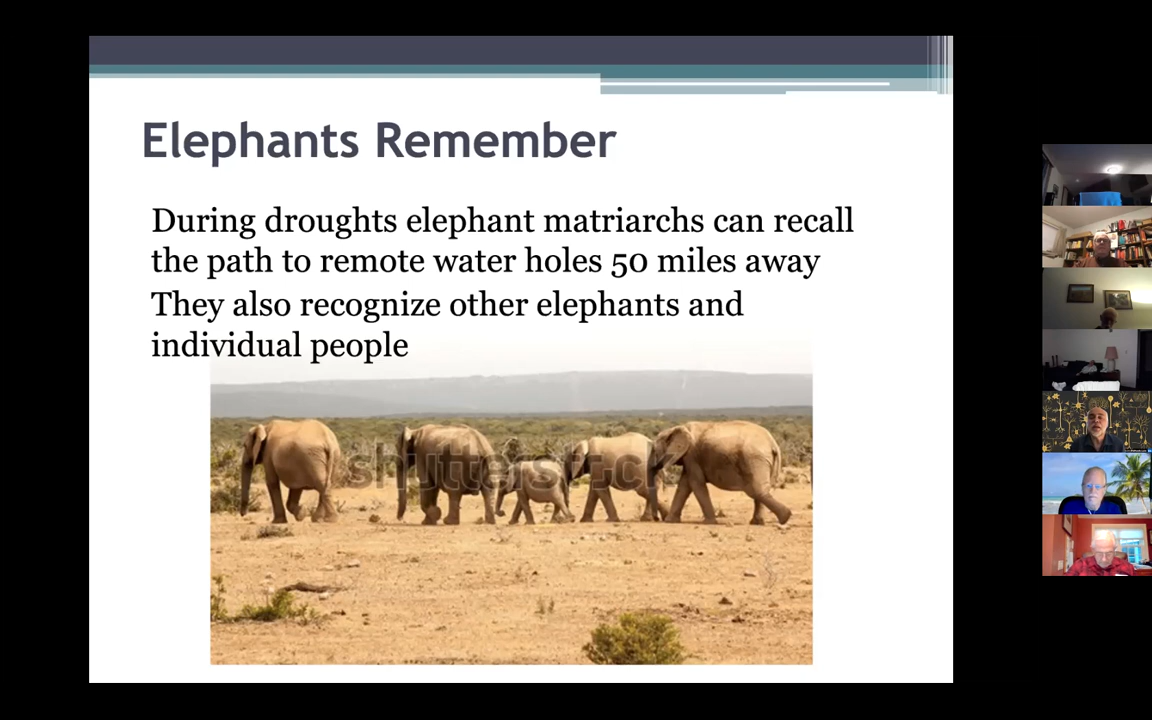 Elephants Remember
During droughts elephant matriarchs can recall
the path to remote water holes 50 miles away
They also recognize other elephants and
individual people
shutterstock